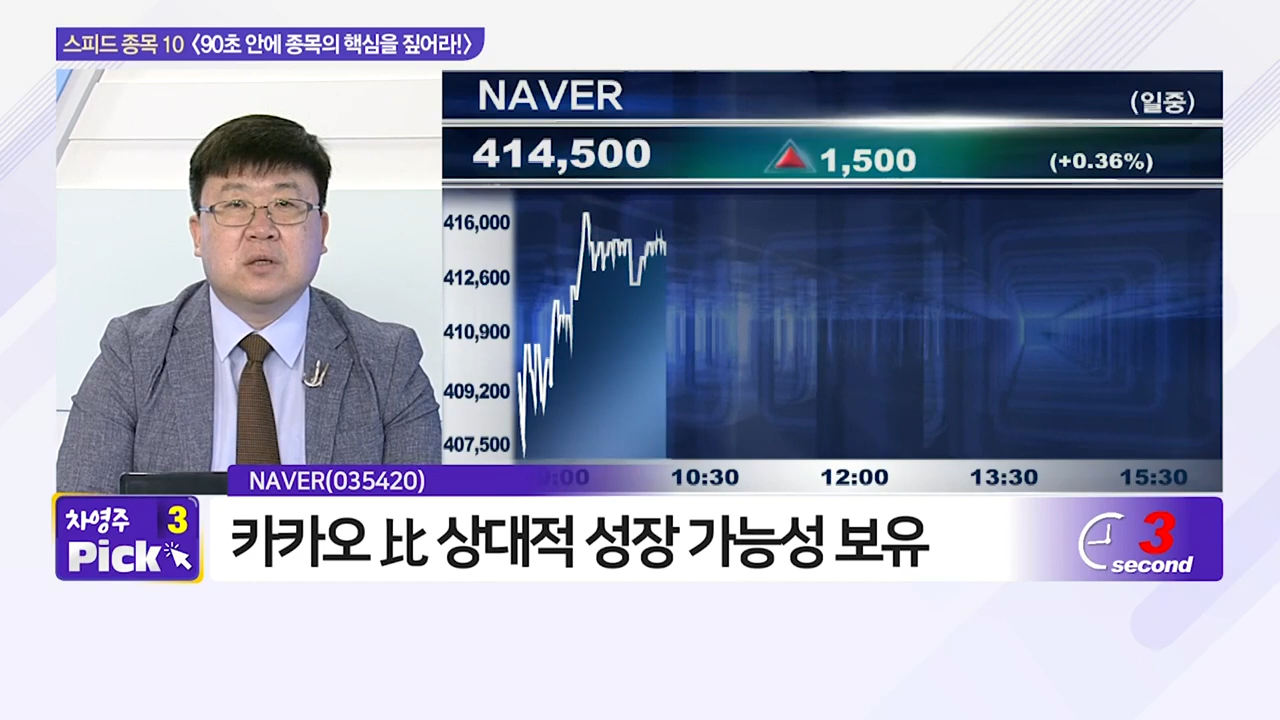 스피드 종목 10 〈90초 안에 종목의 핵심을 짚어라!〉
NAVER (일중)
414,500 ▲ 1,500 (+0.36%)
416,000
412,600
410,900
409,200
407,500
9:00 10:30 12:00 13:30 15:30
NAVER(035420)
차영주 3
Pick
카카오 比 상대적 성장 가능성 보유
3
second